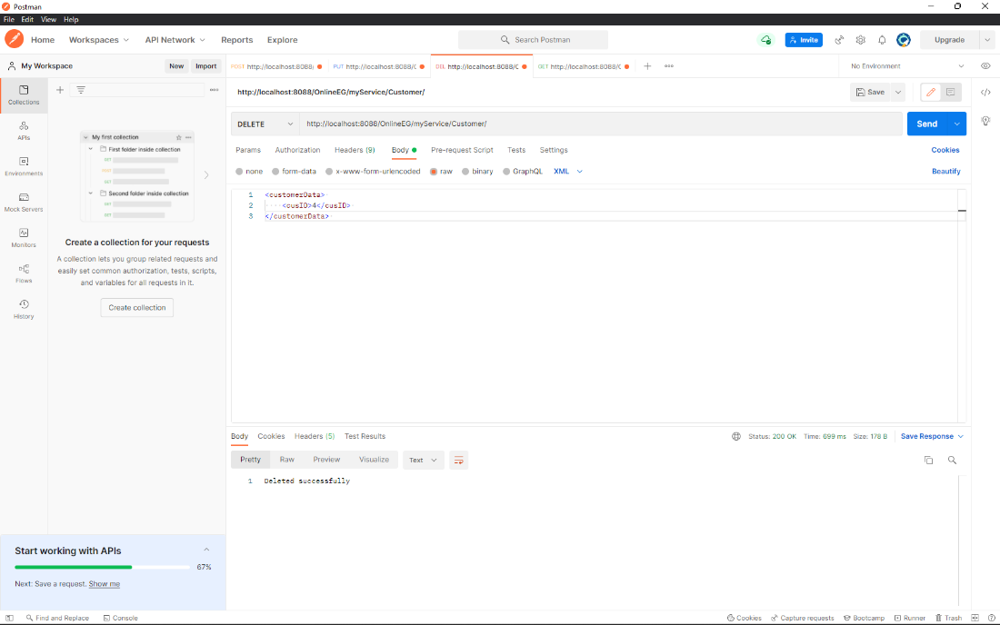 Postman
File Edit View Help
Home Workspaces API Network Reports Explore Search Postman Invite Upgrade
My Workspace New Import
POST http://localhost:8088/ PUT http://localhost:8088/C DEL http://localhost:8088/C GET http://localhost:8088/C No Environment
Collections
APIs
Environments
Mock Servers
Monitors
Flows
History
My first collection
First folder inside collection
GET
POST
GET
Second folder inside collection
GET
GET
Create a collection for your requests
A collection lets you group related requests and
easily set common authorization, tests, scripts,
and variables for all requests in it.
Create collection
Start working with APIs
67%
Next: Save a request. Show me
http://localhost:8088/OnlineEG/myService/Customer/ Save
DELETE http://localhost:8088/OnlineEG/myService/Customer/ Send
Params Authorization Headers (9) Body Pre-request Script Tests Settings Cookies
none form-data x-www-form-urlencoded raw binary GraphQL XML Beautify
1 <customerData>
2 ····<cusID>4</cusID>
3 </customerData>
Body Cookies Headers (5) Test Results Status: 200 OK Time: 699 ms Size: 178 B Save Response
Pretty Raw Preview Visualize Text
1 Deleted successfully
Find and Replace Console Cookies Capture requests Bootcamp Runner Trash